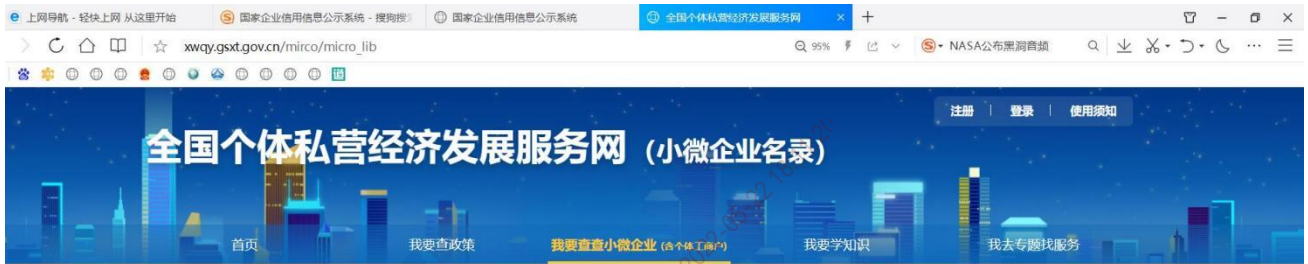 上网导航 - 轻快上网 从这里开始
国家企业信用信息公示系统 - 搜狗搜
国家企业信用信息公示系统
全国个体私营经济发展服务网
xwqy.gsxt.gov.cn/mirco/micro_lib
95%
NASA公布黑洞音频
注册
登录
使用须知
全国个体私营经济发展服务网（小微企业名录）
首页
我要查政策
我要查查小微企业 (含个体工商户)
我要学知识
我去专题找服务